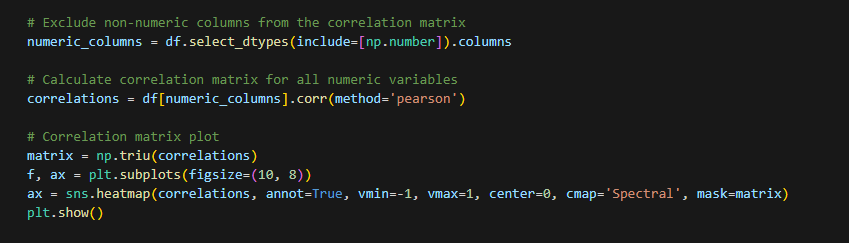 # Exclude non-numeric columns from the correlation matrix
numeric_columns = df.select_dtypes(include=[np.number]).columns
# Calculate correlation matrix for all numeric variables
correlations = df[numeric_columns].corr(method='pearson')
# Correlation matrix plot
matrix = np.triu(correlations)
f, ax = plt.subplots(figsize=(10, 8))
ax = sns.heatmap(correlations, annot=True, vmin=-1, vmax=1, center=0, cmap='Spectral', mask=matrix)
plt.show()